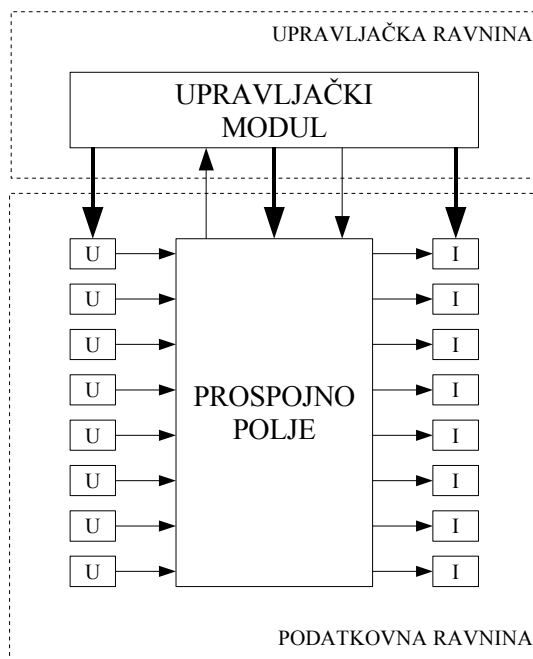 UPRAVLJAČKA RAVNINA
UPRAVLJAČKI
MODUL
U
I
U
I
U
I
U
I
PROSPOJNO
POLJE
U
I
U
I
U
I
U
I
PODATKOVNA RAVNINA